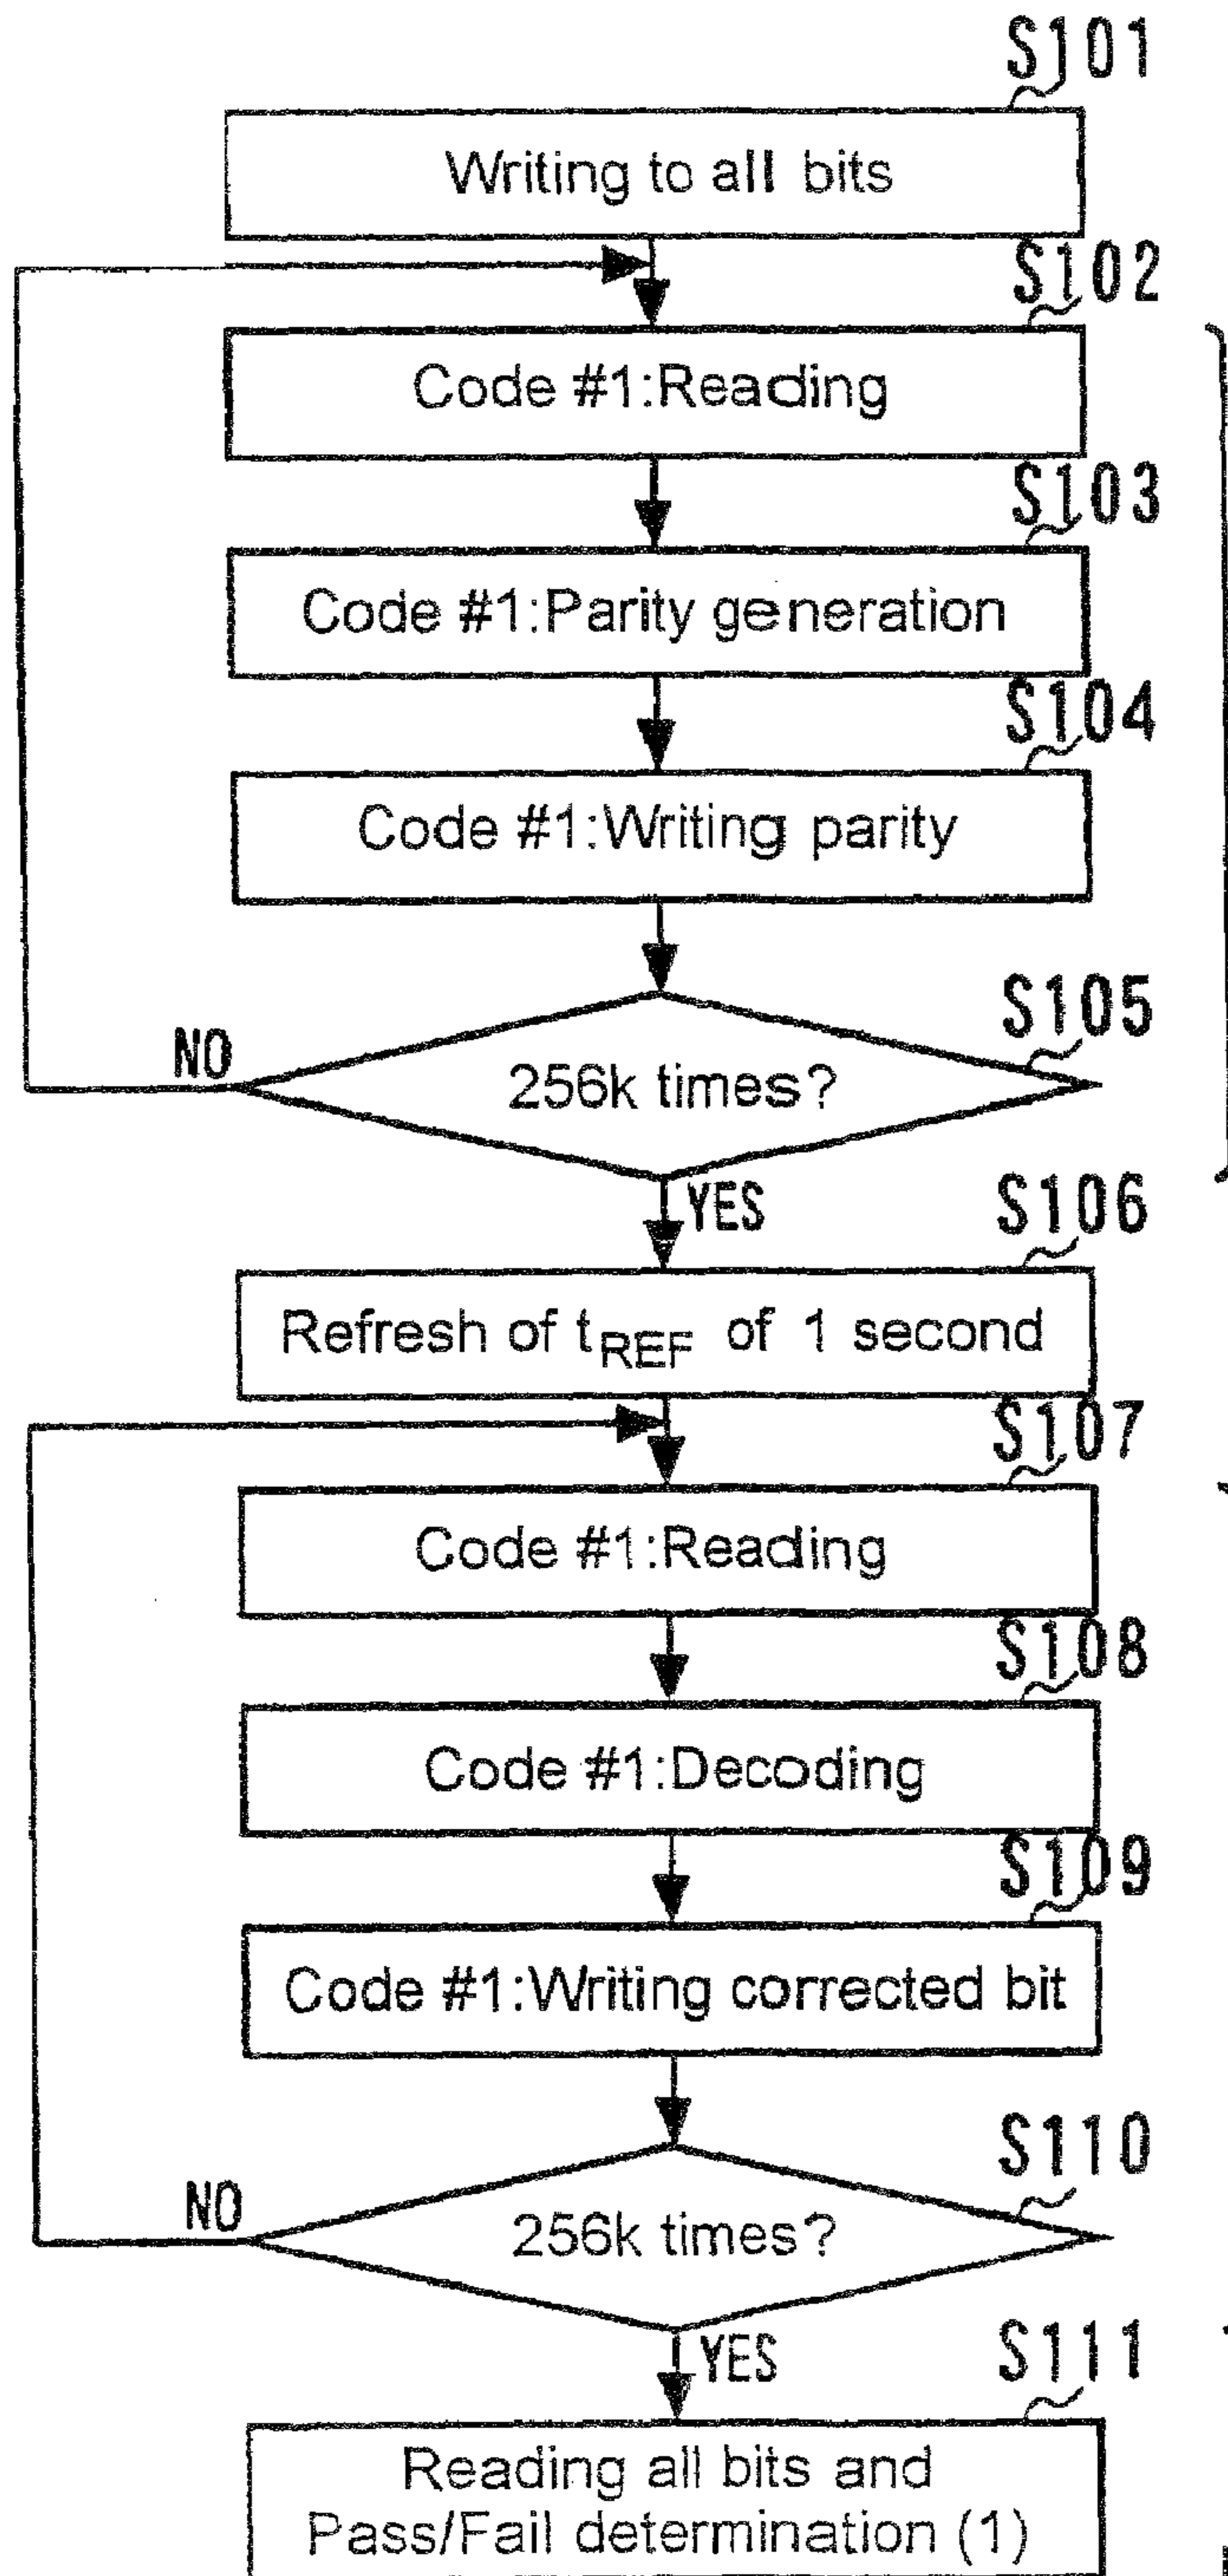 S101
Writing to all bits
S102
Code #1:Reading
S103
Code #1:Parity generation
S104
Code #1:Writing parity
S105
NO
256k times?
YES
S106
Refresh of tREF of 1 second
S107
Code #1:Reading
S108
Code #1:Decoding
S109
Code #1:Writing corrected bit
S110
NO
256k times?
YES
S111
Reading all bits and
Pass/Fail determination (1)